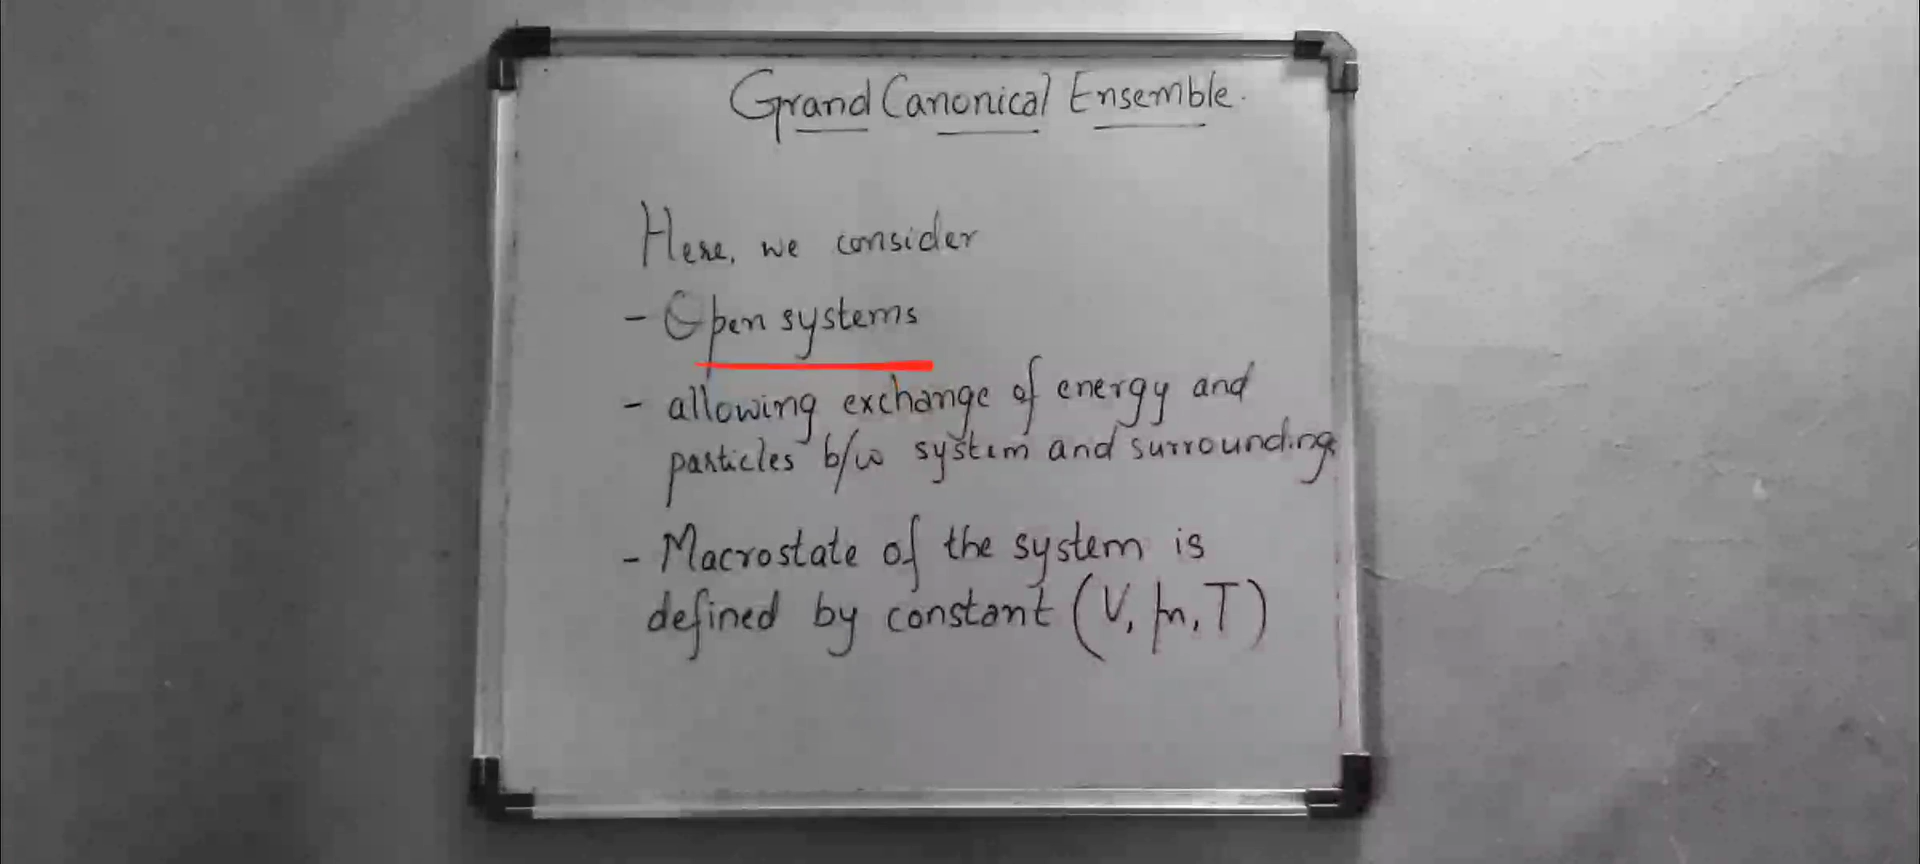 Grand Canonical Ensemble.
Here, we consider
- Open systems
- allowing exchange of energy and
particles b/w system and surrounding
- Macrostate of the system is
defined by constant (V, μ, T)